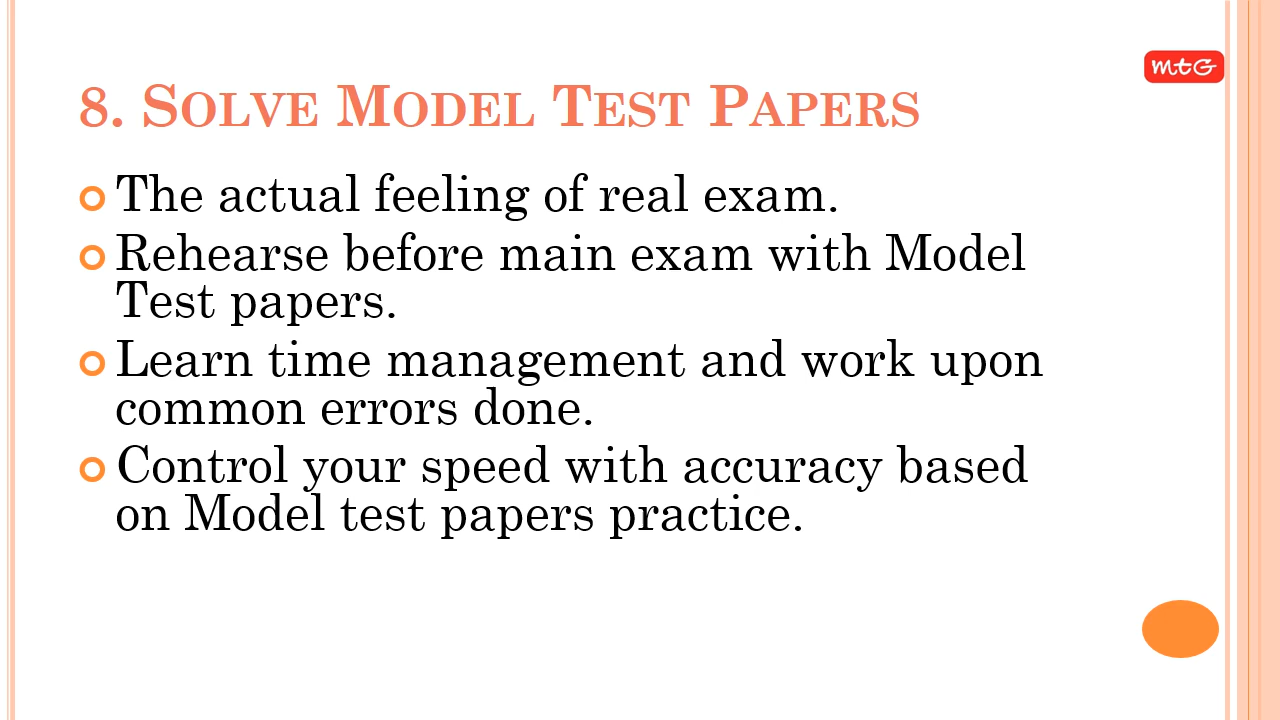 mtG
8. Solve Model Test Papers
The actual feeling of real exam.
Rehearse before main exam with Model
Test papers.
Learn time management and work upon
common errors done.
Control your speed with accuracy based
on Model test papers practice.